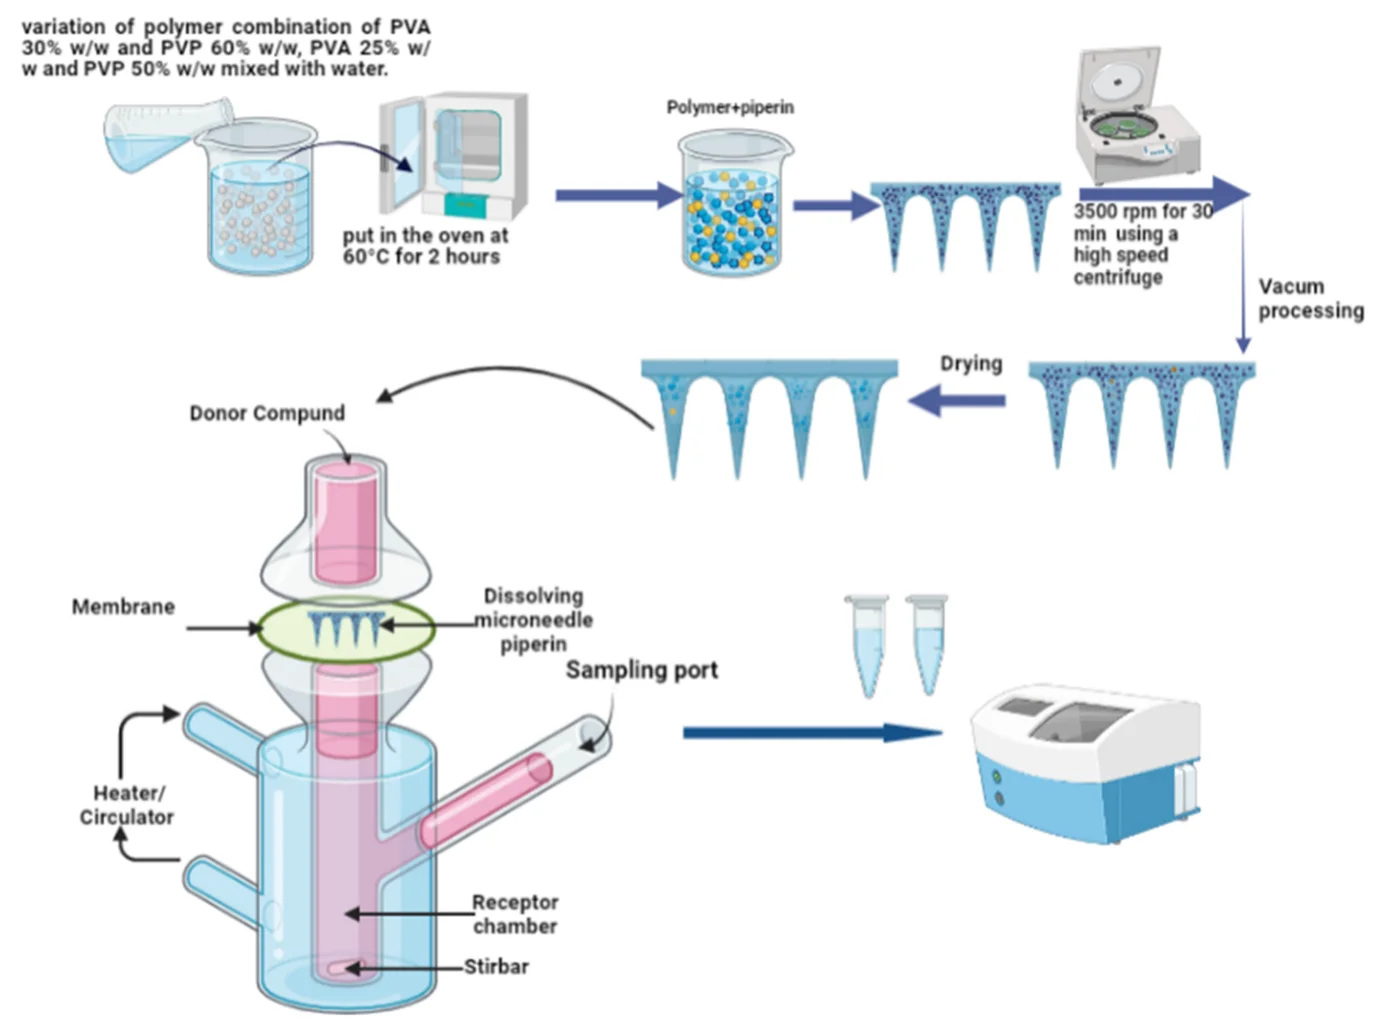 variation of polymer combination of PVA
30% w/w and PVP 60% w/w, PVA 25% w/
w and PVP 50% w/w mixed with water.
put in the oven at
60°C for 2 hours
Polymer+piperin
3500 rpm for 30
min using a
high speed
centrifuge
Vacum
processing
Drying
Donor Compund
Membrane
Dissolving
microneedle
piperin
Sampling port
Heater/
Circulator
Receptor
chamber
Stirbar